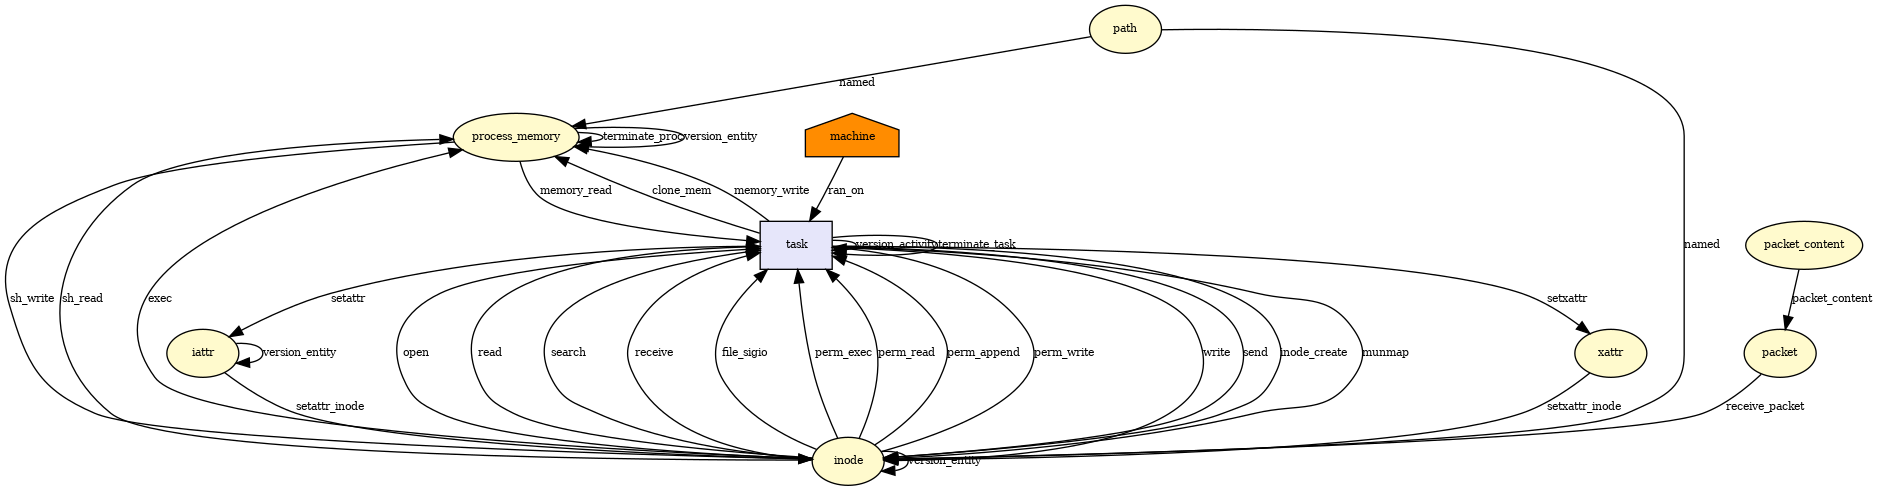 path
named
process_memory
terminate_proc
version_entity
machine
memory_read
clone_mem
memory_write
ran_on
task
version_activity
terminate_task
named
packet_content
sh_write
sh_read
exec
setattr
setxattr
packet_content
iattr
version_entity
open
read
search
receive
file_sigio
perm_exec
perm_read
perm_append
perm_write
write
send
inode_create
munmap
xattr
packet
setattr_inode
setxattr_inode
receive_packet
inode
version_entity